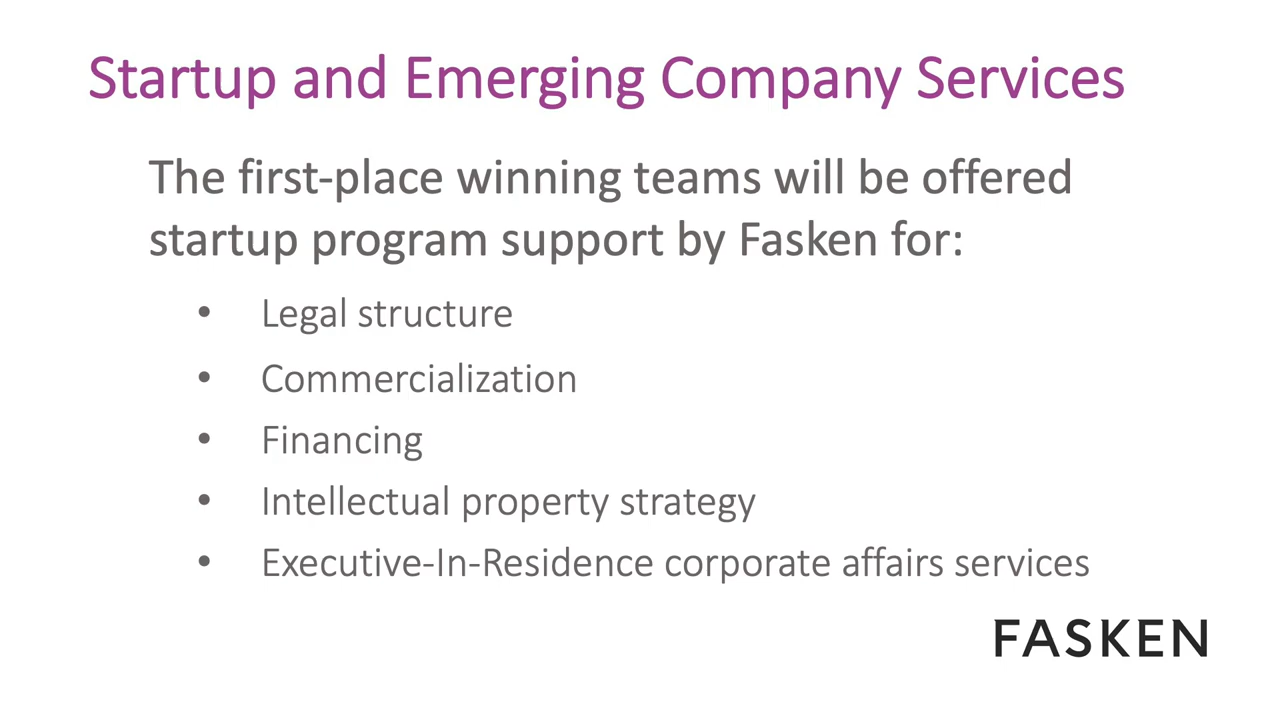 Startup and Emerging Company Services
The first-place winning teams will be offered
startup program support by Fasken for:
• Legal structure
• Commercialization
• Financing
• Intellectual property strategy
• Executive-In-Residence corporate affairs services
FASKEN